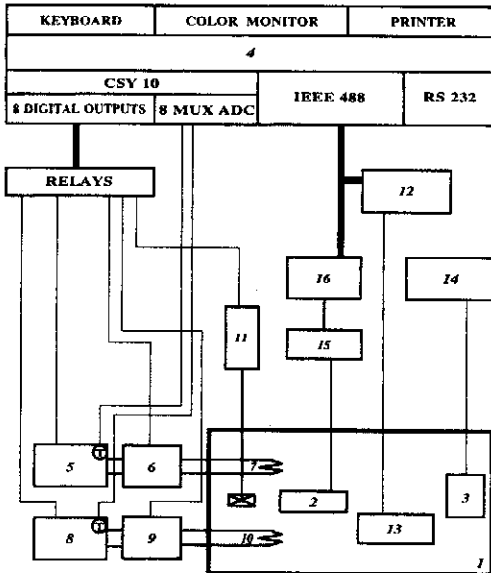 KEYBOARD COLOR MONITOR PRINTER
4
CSY 10
8 DIGITAL OUTPUTS 8 MUX ADC IEEE 488 RS 232
RELAYS
12
16 14
11
15
T
5 6 7
2 3
T
8 9 10 13
1